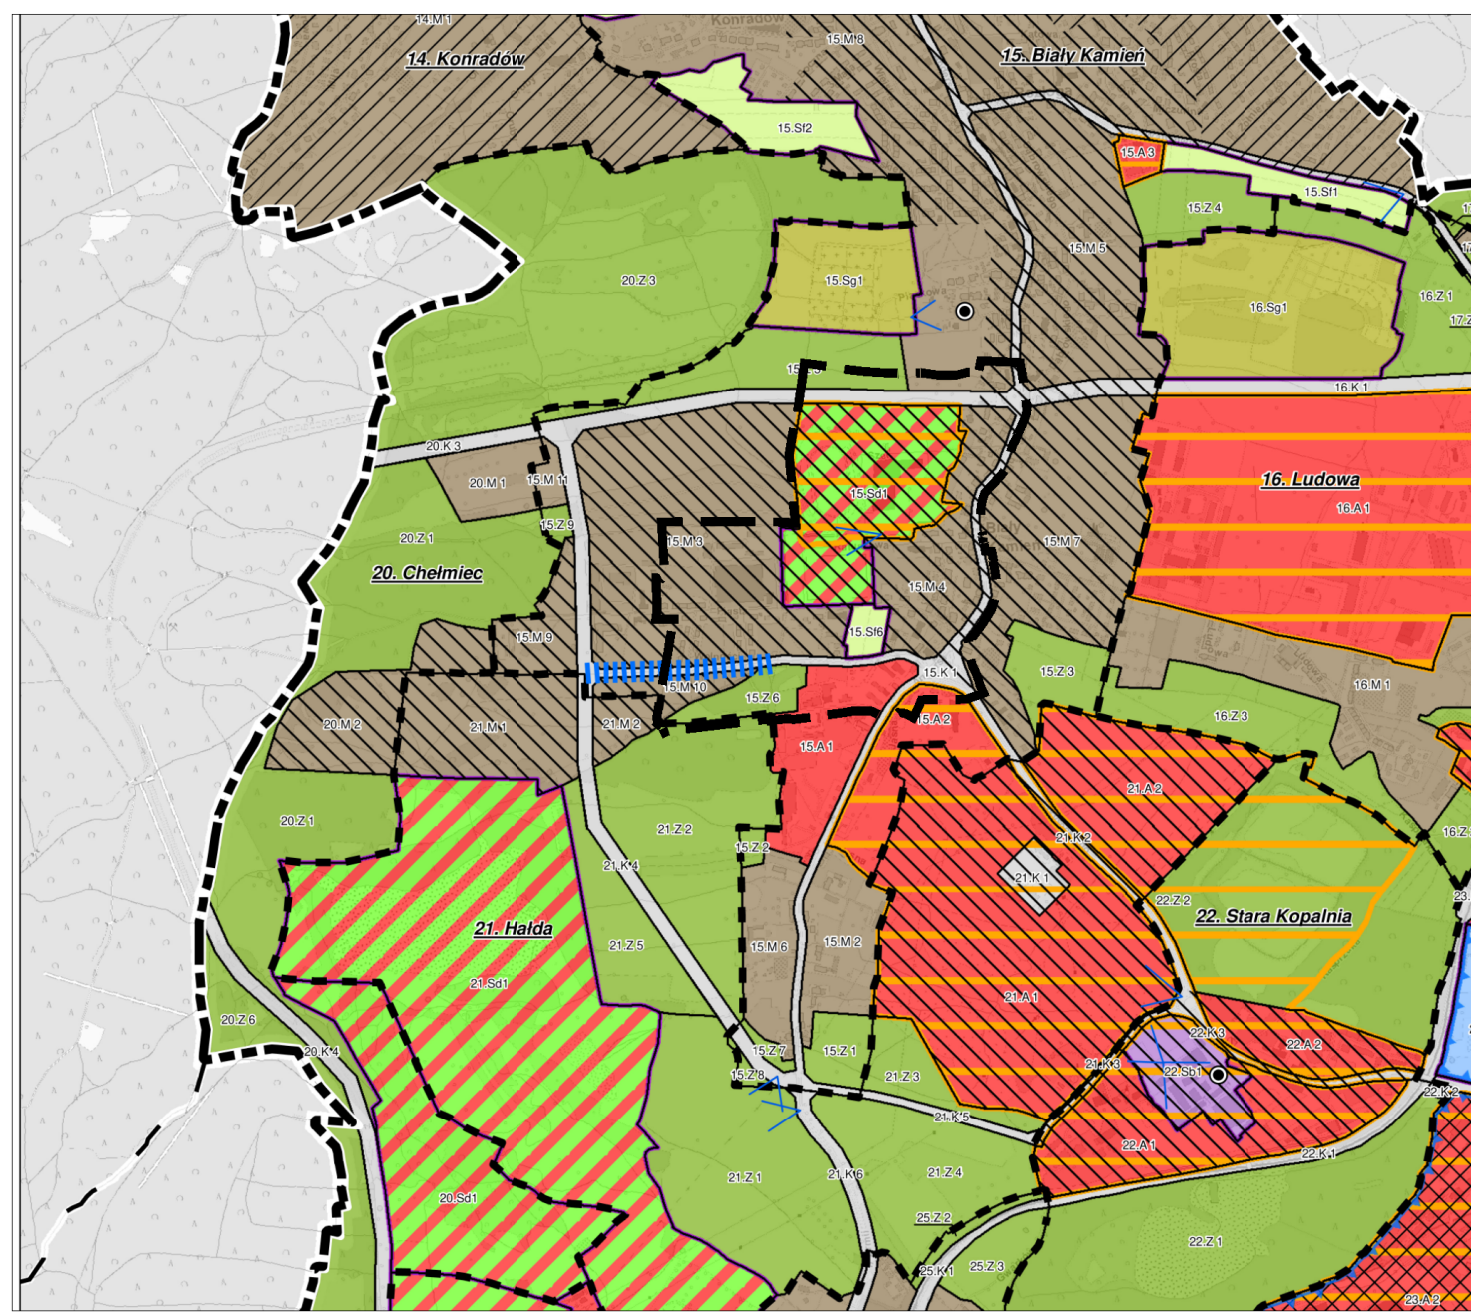 14.M 1
Konradów
15.M 8
14. Konradów
15. Biały Kamień
15.Sf2
15.A 3
15.Sf1
15.Z 4
15.M 5
20.Z 3
15.Sg1
16.Sg1
16.Z 1
16.K 1
20.K 3
20.M 1
15.M 11
16. Ludowa
15.Sd1
16.A 1
15.Z 9
20.Z 1
15.M 3
Biały
Kamień
15.M 7
20. Chełmiec
15.M 4
15.M 9
15.Sf6
Ludowa
15.K 1
15.Z 3
15.M 10
15.Z 6
16.M 1
20.M 2
21.M 1
21.M 2
15.A 2
16.Z 3
15.A 1
21.A 2
20.Z 1
21.Z 2
15.Z 2
21.K 2
21.K 4
21.K 1
22.Z 2
22. Stara Kopalnia
21. Hałda
21.Z 5
15.M 6
15.M 2
21.Sd1
21.A 1
20.Z 6
20.K 4
15.Z 7
15.Z 1
22.K 3
22.A 2
21.K 3
15.Z 8
21.Z 3
22.Sb1
22.K 2
21.K 5
22.A 1
22.K 1
21.Z 1
21.K 6
21.Z 4
20.Sd1
25.Z 2
22.Z 1
25.K 1
25.Z 3
23.A 2